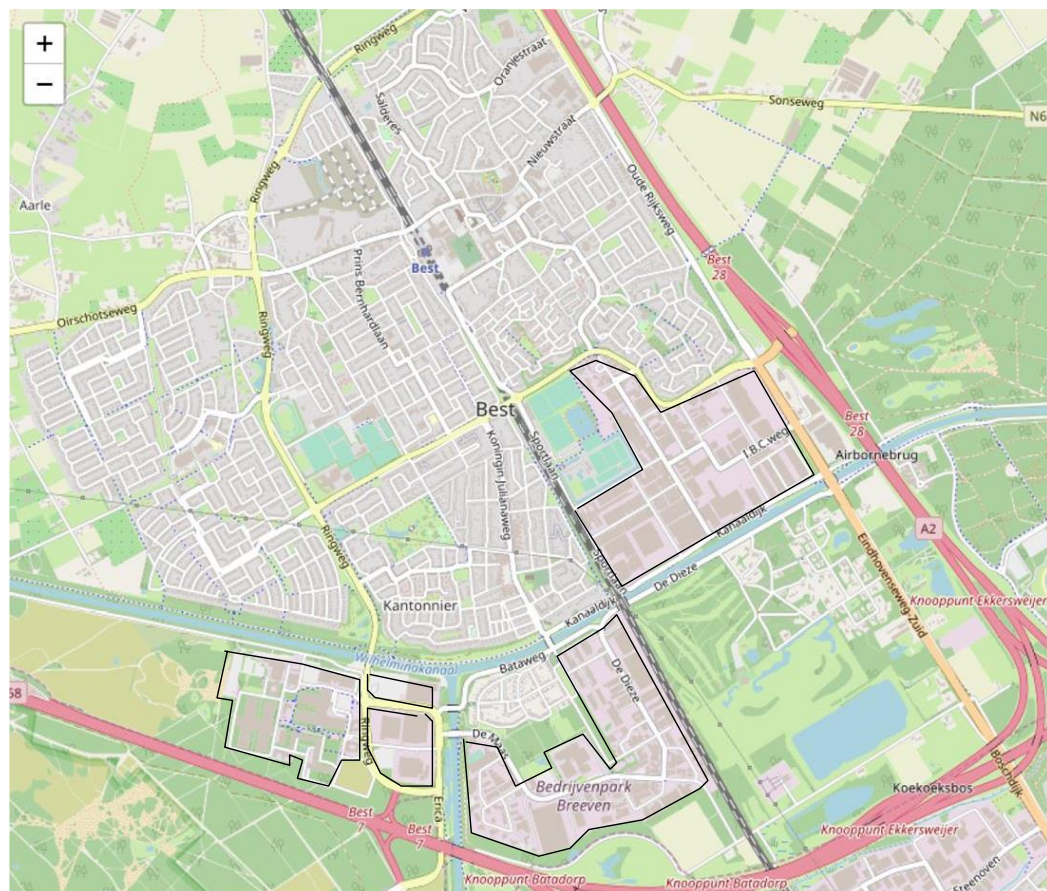 +
−
Ringweg
Oranjestraat
Salderes
Sonseweg
N6
Nieuwstraat
Ringweg
Oude Rijksweg
Aarle
Best
28
Best
Prins Bernhardlaan
Oirschotseweg
Ringweg
Best
Best
28
I.B.C.weg
Airbornebrug
Sportlaan
Koningin Julianaweg
Kanaaldijk
A2
Ringweg
Eindhovenseweg-Zuid
Sportlaan
De Dieze
Kantonnier
Kanaaldijk
Knooppunt Ekkersweijer
Wilhelminakanaal
Bataweg
De Dieze
58
Ringweg
De Maas
Boschdijk
Bedrijvenpark
Breeven
Koekoeksbos
Erica
Best
7
Best
7
Knooppunt Ekkersweijer
Knooppunt Batadorp
Knooppunt Batadorp
Steenoven